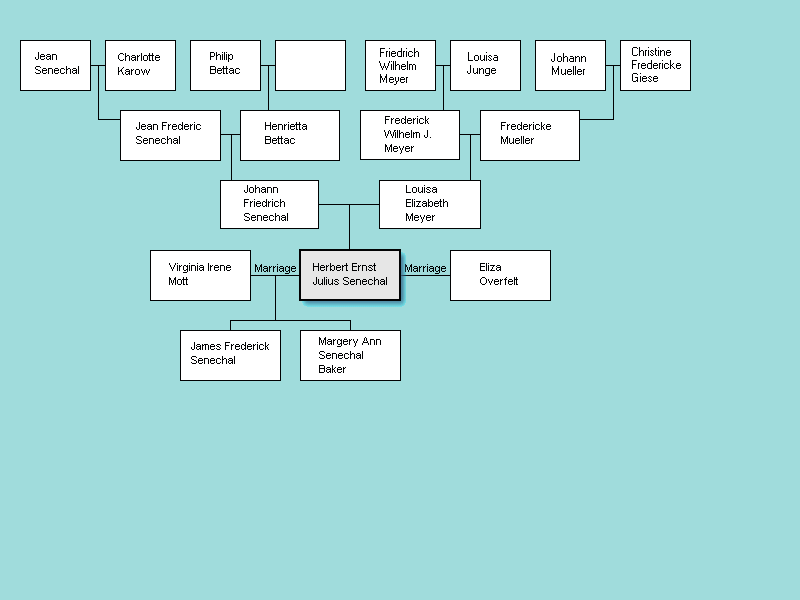 Jean
Senechal
Charlotte
Karow
Philip
Bettac
Friedrich
Wilhelm
Meyer
Louisa
Junge
Johann
Mueller
Christine
Fredericke
Giese
Jean Frederic
Senechal
Henrietta
Bettac
Frederick
Wilhelm J.
Meyer
Fredericke
Mueller
Johann
Friedrich
Senechal
Louisa
Elizabeth
Meyer
Virginia Irene
Mott
Marriage
Herbert Ernst
Julius Senechal
Marriage
Eliza
Overfelt
James Frederick
Senechal
Margery Ann
Senechal
Baker